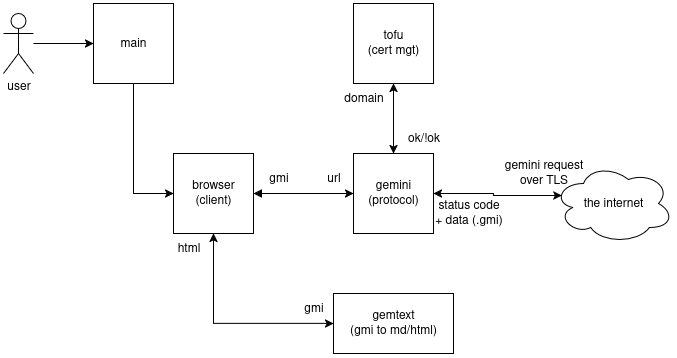 user
main
tofu
(cert mgt)
domain
ok/!ok
browser
(client)
gmi
url
gemini
(protocol)
gemini request
over TLS
status code
+ data (.gmi)
the internet
html
gmi
gemtext
(gmi to md/html)